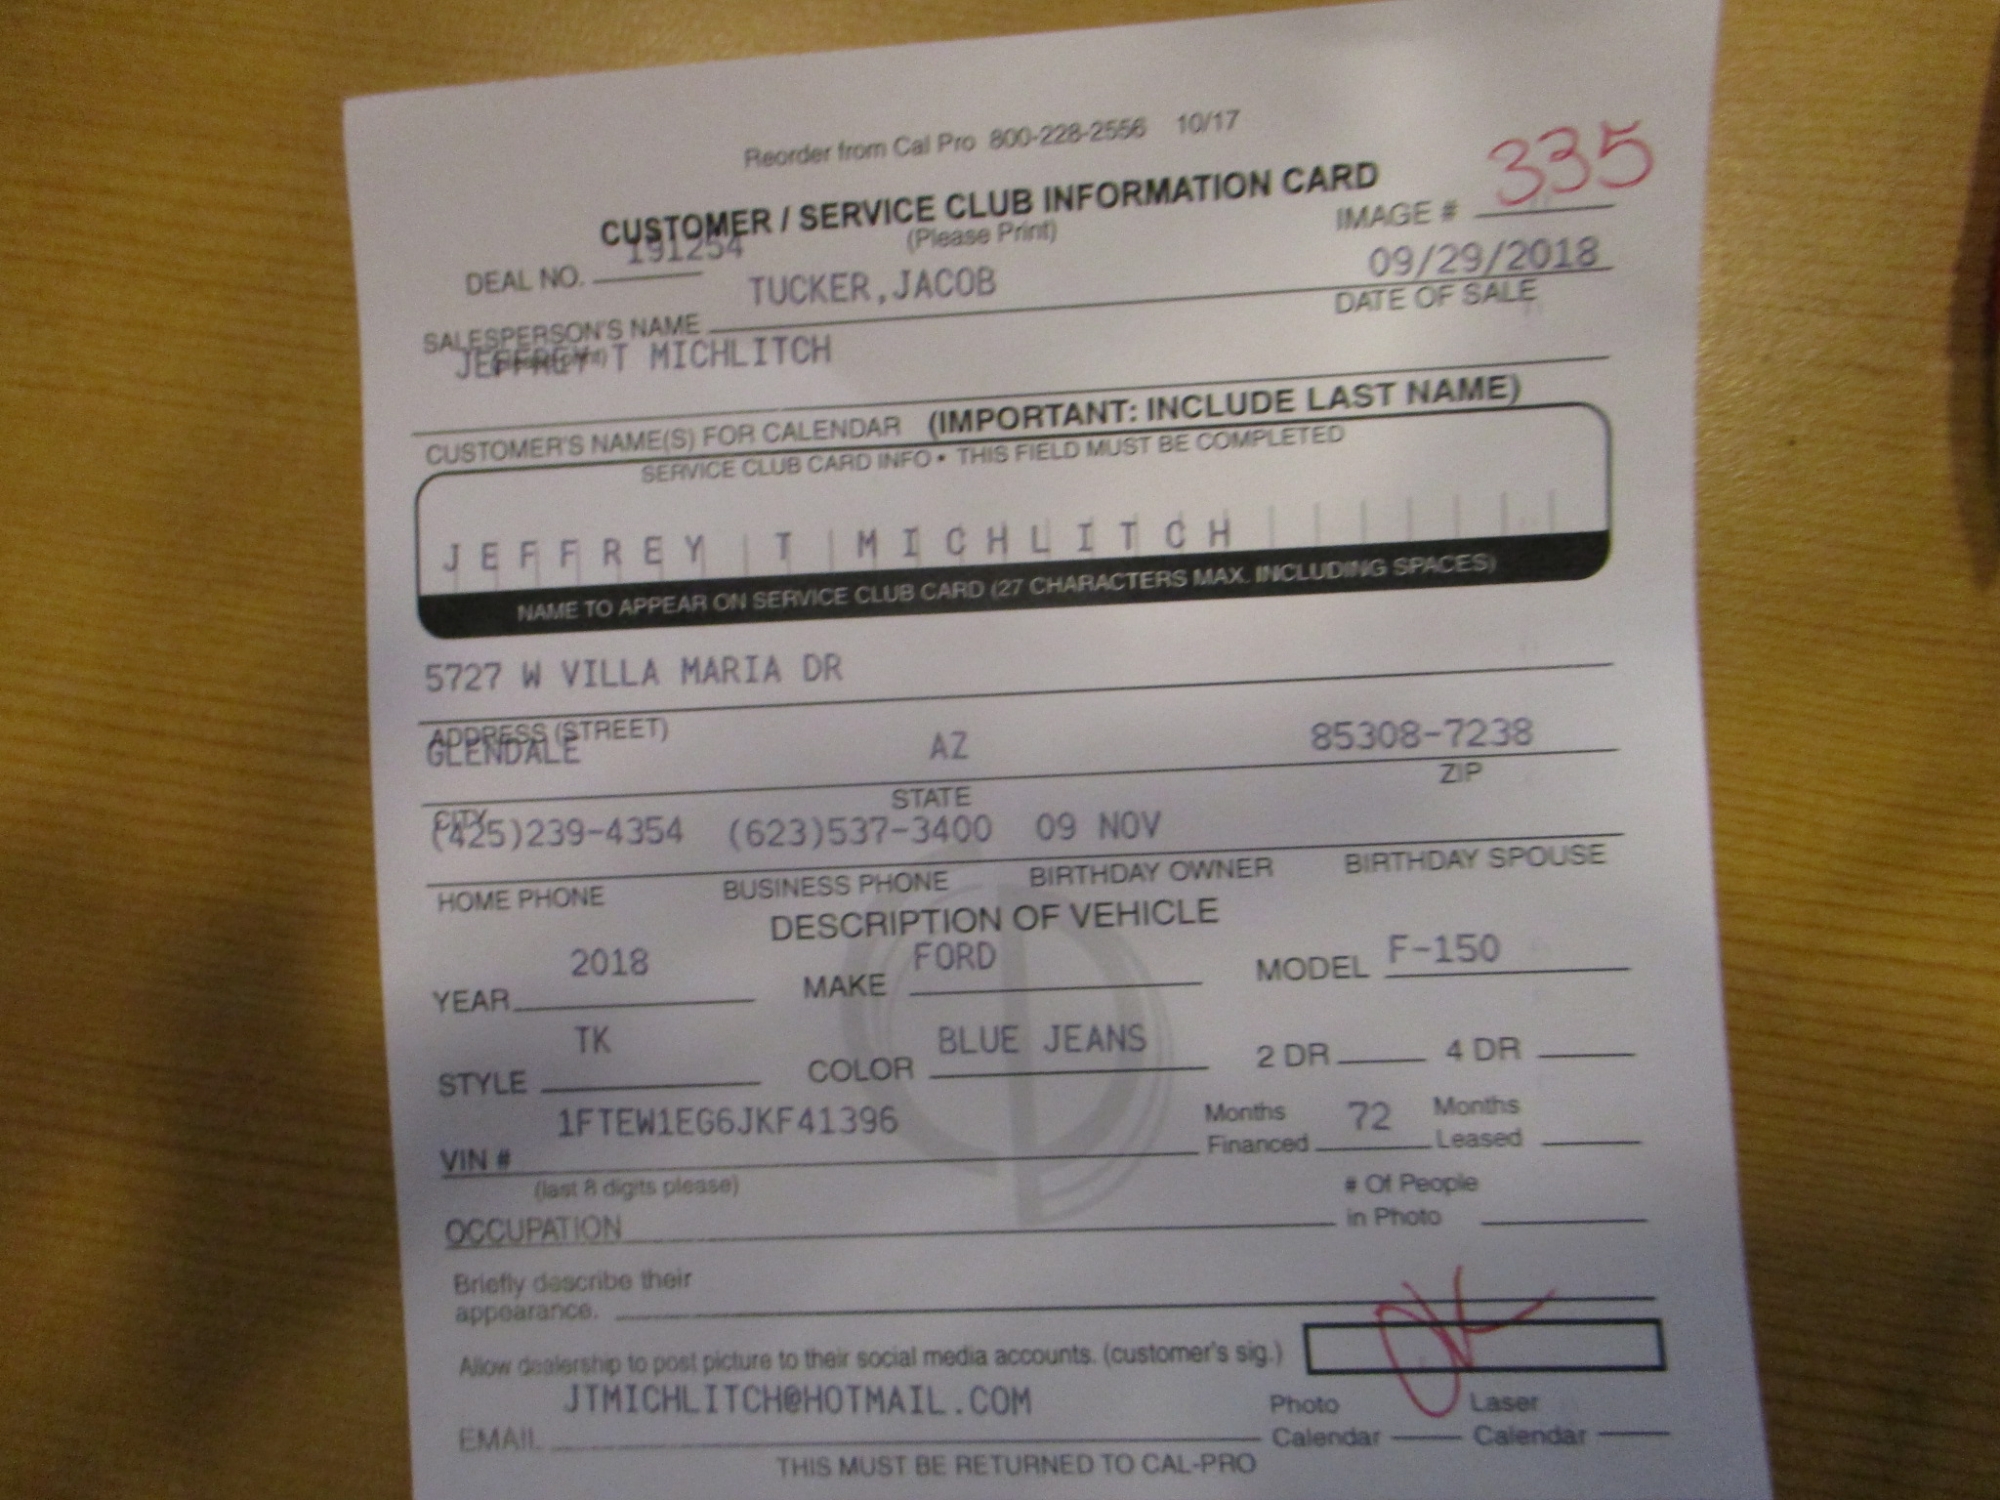 Reorder from Cal Pro 800-228-2556 10/17
CUSTOMER / SERVICE CLUB INFORMATION CARD
(Please Print)
IMAGE # 335
DEAL NO. 191254
TUCKER,JACOB 09/29/2018
SALESPERSON'S NAME DATE OF SALE
JEFFREY T MICHLITCH
CUSTOMER'S NAME(S) FOR CALENDAR (IMPORTANT: INCLUDE LAST NAME)
SERVICE CLUB CARD INFO • THIS FIELD MUST BE COMPLETED
JEFFREY T MICHLITCH
NAME TO APPEAR ON SERVICE CLUB CARD (27 CHARACTERS MAX. INCLUDING SPACES)
5727 W VILLA MARIA DR
ADDRESS (STREET)
GLENDALE AZ 85308-7238
CITY STATE ZIP
(425)239-4354 (623)537-3400 09 NOV
HOME PHONE BUSINESS PHONE BIRTHDAY OWNER BIRTHDAY SPOUSE
DESCRIPTION OF VEHICLE
YEAR 2018 MAKE FORD MODEL F-150
STYLE TK COLOR BLUE JEANS 2 DR 4 DR
VIN # 1FTEW1EG6JKF41396 Months Financed 72 Months Leased
(last 8 digits please)
OCCUPATION # Of People in Photo
Briefly describe their
appearance.
Allow dealership to post picture to their social media accounts. (customer's sig.)
EMAIL JTMICHLITCH@HOTMAIL.COM Photo Calendar Laser Calendar
THIS MUST BE RETURNED TO CAL-PRO